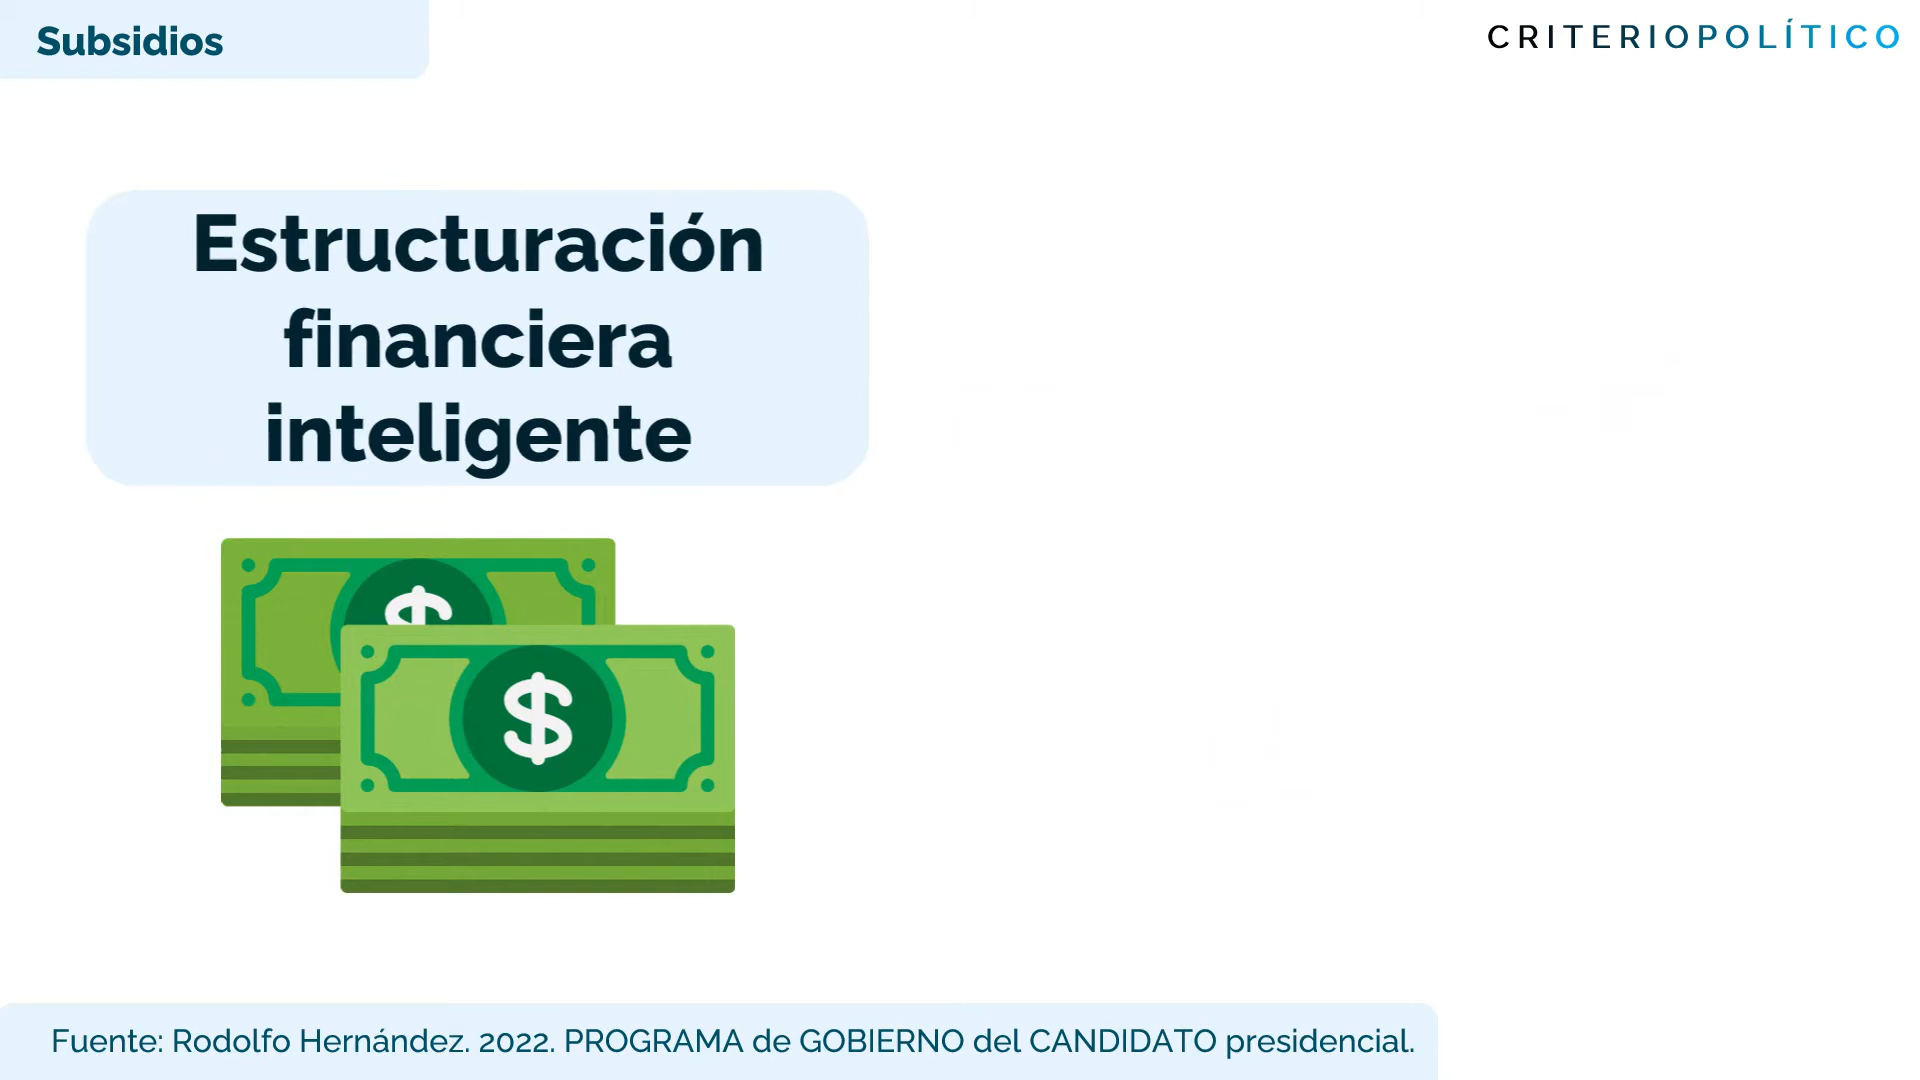 Subsidios
CRITERIOPOLÍTICO
Estructuración
financiera
inteligente
$
$
Fuente: Rodolfo Hernández. 2022. PROGRAMA de GOBIERNO del CANDIDATO presidencial.